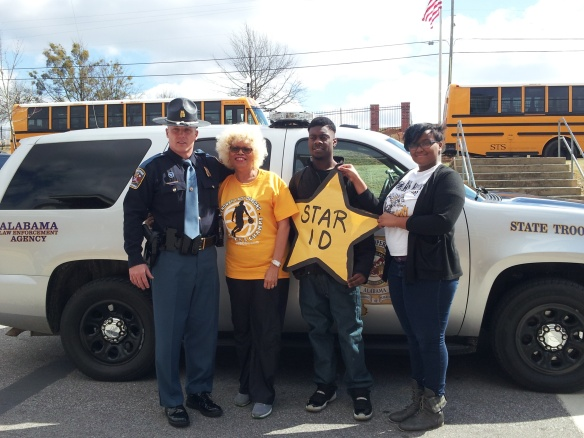 STS
ALABAMA
LAW ENFORCEMENT
AGENCY
STAR
ID
STATE TROO